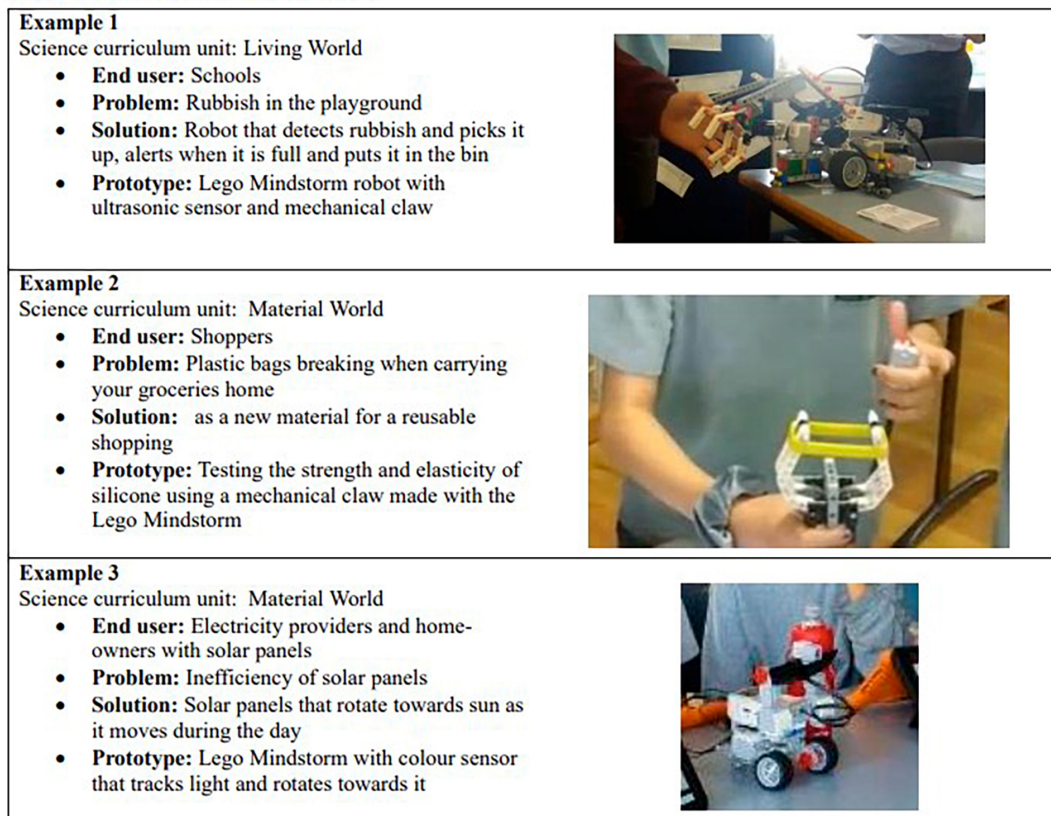 Example 1
Science curriculum unit: Living World
• End user: Schools
• Problem: Rubbish in the playground
• Solution: Robot that detects rubbish and picks it
up, alerts when it is full and puts it in the bin
• Prototype: Lego Mindstorm robot with
ultrasonic sensor and mechanical claw
Example 2
Science curriculum unit:  Material World
• End user: Shoppers
• Problem: Plastic bags breaking when carrying
your groceries home
• Solution:   as a new material for a reusable
shopping
• Prototype: Testing the strength and elasticity of
silicone using a mechanical claw made with the
Lego Mindstorm
Example 3
Science curriculum unit:  Material World
• End user: Electricity providers and home-
owners with solar panels
• Problem: Inefficiency of solar panels
• Solution: Solar panels that rotate towards sun as
it moves during the day
• Prototype: Lego Mindstorm with colour sensor
that tracks light and rotates towards it